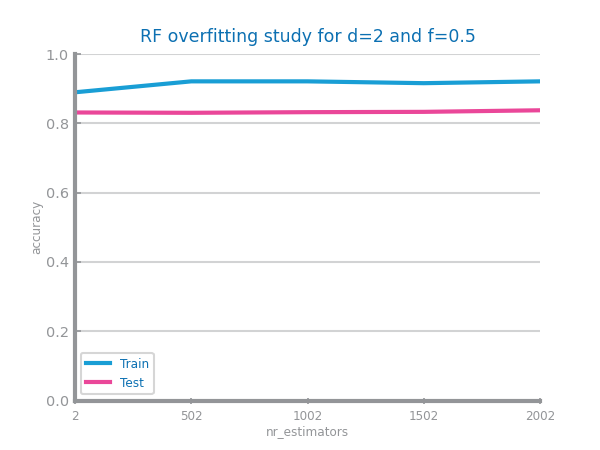 RF overfitting study for d=2 and f=0.5
1.0
0.8
0.6
0.4
0.2
0.0
accuracy
Train
Test
2 502 1002 1502 2002
nr_estimators